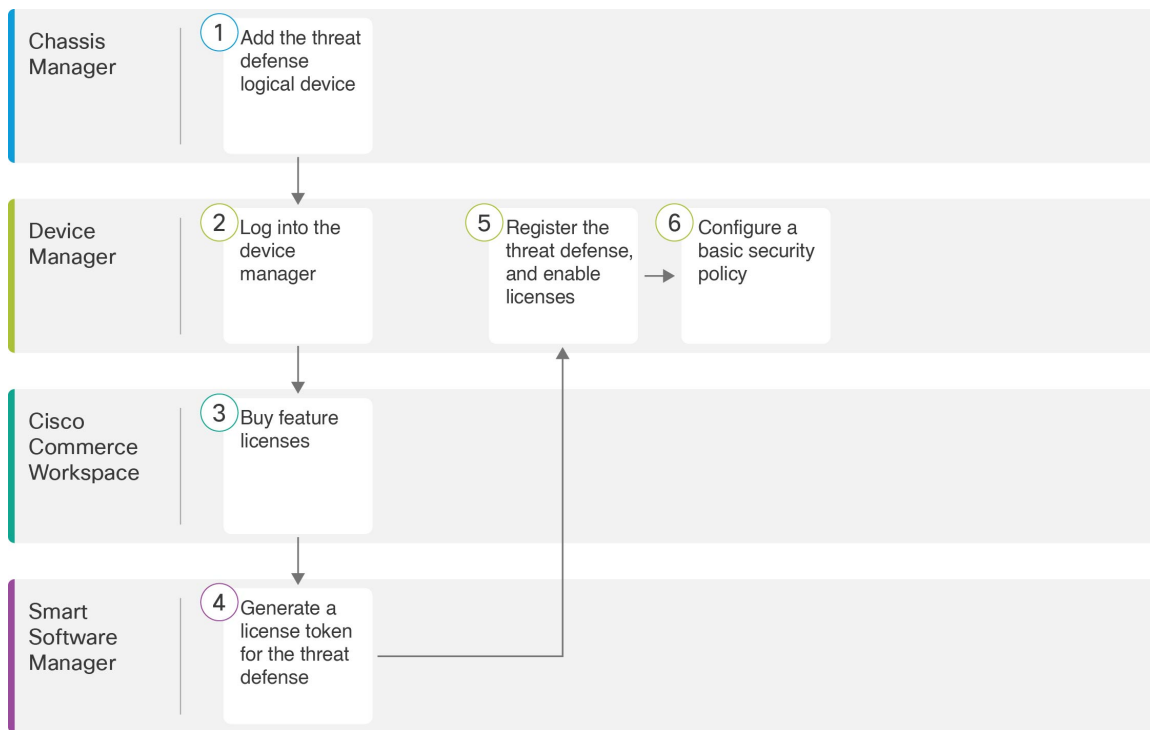 Chassis
Manager
1
Add the threat
defense
logical device
Device
Manager
2
Log into the
device
manager
5
Register the
threat defense,
and enable
licenses
6
Configure a
basic security
policy
Cisco
Commerce
Workspace
3
Buy feature
licenses
Smart
Software
Manager
4
Generate a
license token
for the threat
defense